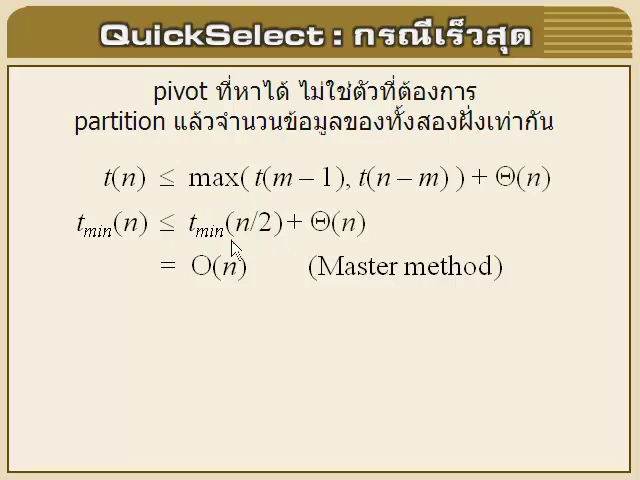 QuickSelect : กรณีเร็วสุด
pivot ที่หาได้ ไม่ใช่ตัวที่ต้องการ
partition แล้วจำนวนข้อมูลของทั้งสองฝั่งเท่ากัน
t(n) ≤ max( t(m – 1), t(n – m) ) + Θ(n)
tmin(n) ≤ tmin(n/2) + Θ(n)
= O(n) (Master method)